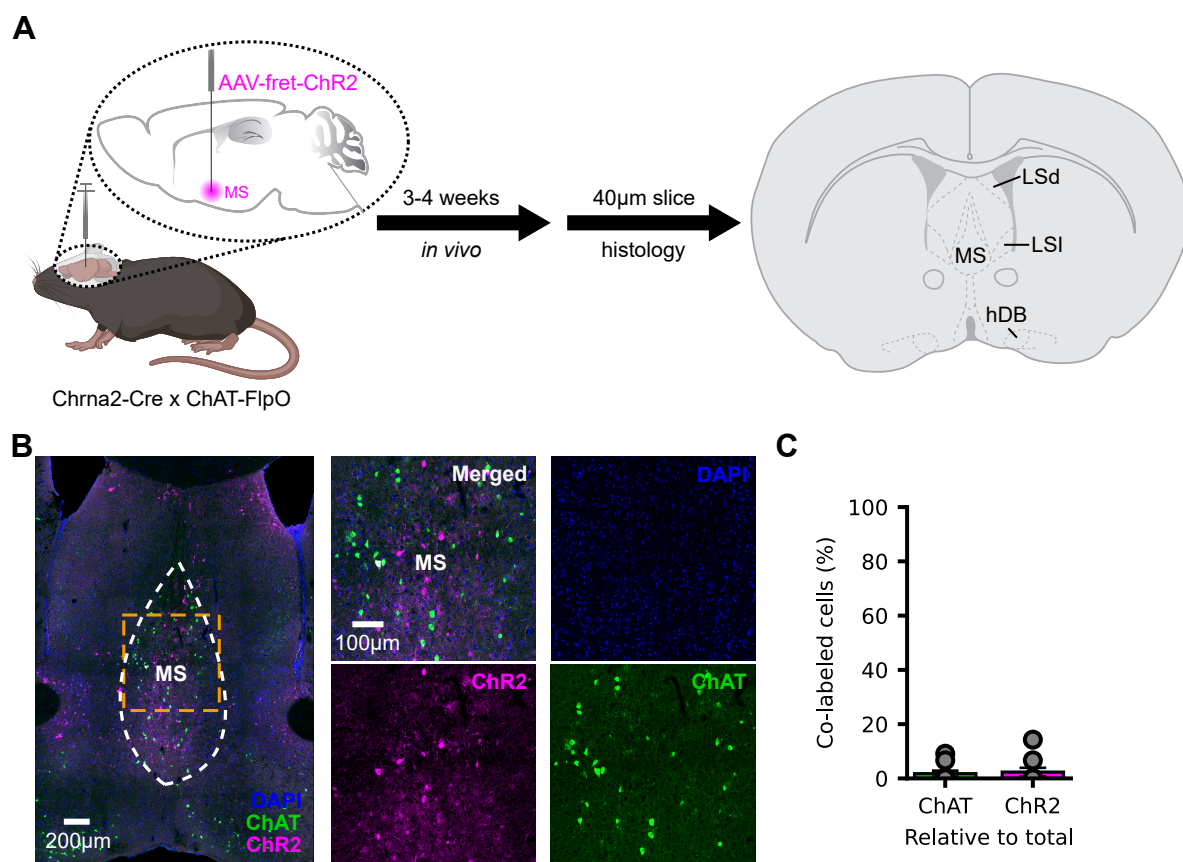 A
AAV-fret-ChR2
MS
3-4 weeks
in vivo
40μm slice
histology
LSd
LSI
MS
hDB
Chrna2-Cre x ChAT-FlpO
B
MS
DAPI
ChAT
ChR2
200μm
Merged
MS
100μm
DAPI
ChR2
ChAT
C
Co-labeled cells (%)
100
80
60
40
20
0
ChAT
ChR2
Relative to total